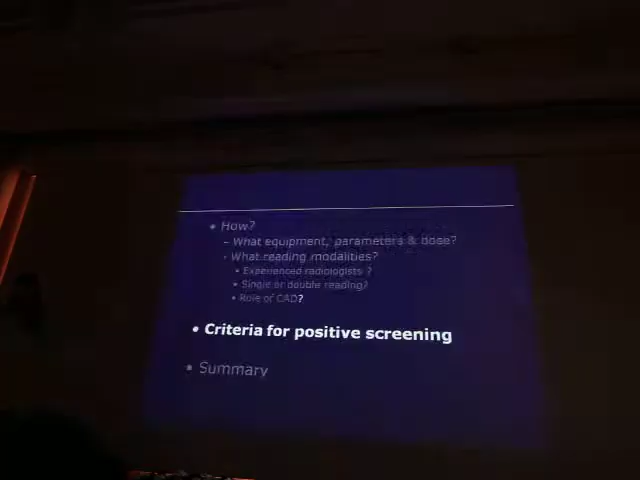 • How?
– What equipment, parameters & dose?
- What reading modalities?
• Experienced radiologists ?
• Single or double reading?
• Role of CAD?
• Criteria for positive screening
• Summary